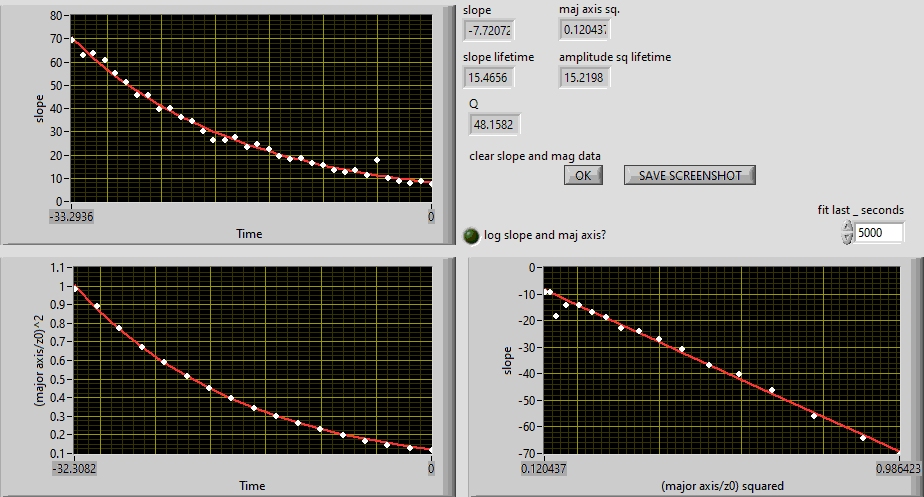 slope
maj axis sq.
-7.72072
0.120437
slope lifetime
amplitude sq lifetime
15.4656
15.2198
Q
48.1582
clear slope and mag data
OK
SAVE SCREENSHOT
fit last _ seconds
5000
log slope and maj axis?
80
70
60
50
40
30
20
10
0
slope
-33.2936
0
Time
1.1
1
0.9
0.8
0.7
0.6
0.5
0.4
0.3
0.2
0.1
(major axis/z0)^2
-32.3082
0
Time
0
-10
-20
-30
-40
-50
-60
-70
slope
0.120437
0.986423
(major axis/z0) squared